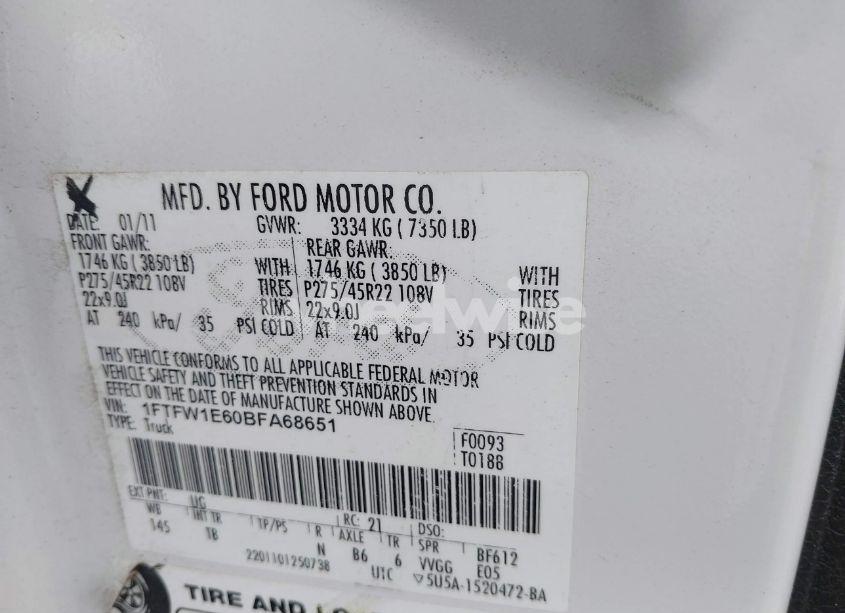 MFD. BY FORD MOTOR CO.
DATE: 01/11 GVWR: 3334 KG ( 7350 LB)
FRONT GAWR: REAR GAWR:
1746 KG ( 3850 LB) WITH 1746 KG ( 3850 LB) WITH
P275/45R22 108V TIRES P275/45R22 108V TIRES
22x9.0J RIMS 22x9.0J RIMS
AT 240 kPa/ 35 PSI COLD AT 240 kPa/ 35 PSI COLD
THIS VEHICLE CONFORMS TO ALL APPLICABLE FEDERAL MOTOR
VEHICLE SAFETY AND THEFT PREVENTION STANDARDS IN
EFFECT ON THE DATE OF MANUFACTURE SHOWN ABOVE.
VIN: 1FTFW1E60BFA68651
TYPE: Truck
F0093
T0188
EXT PNT: UG RC: 21 DSO:
WB INT TR TP/PS R AXLE TR SPR BF612
145 TB N B6 6 VVGG E05
2201101250738 UTC ▽5U5A-1520472-BA
TIRE AND